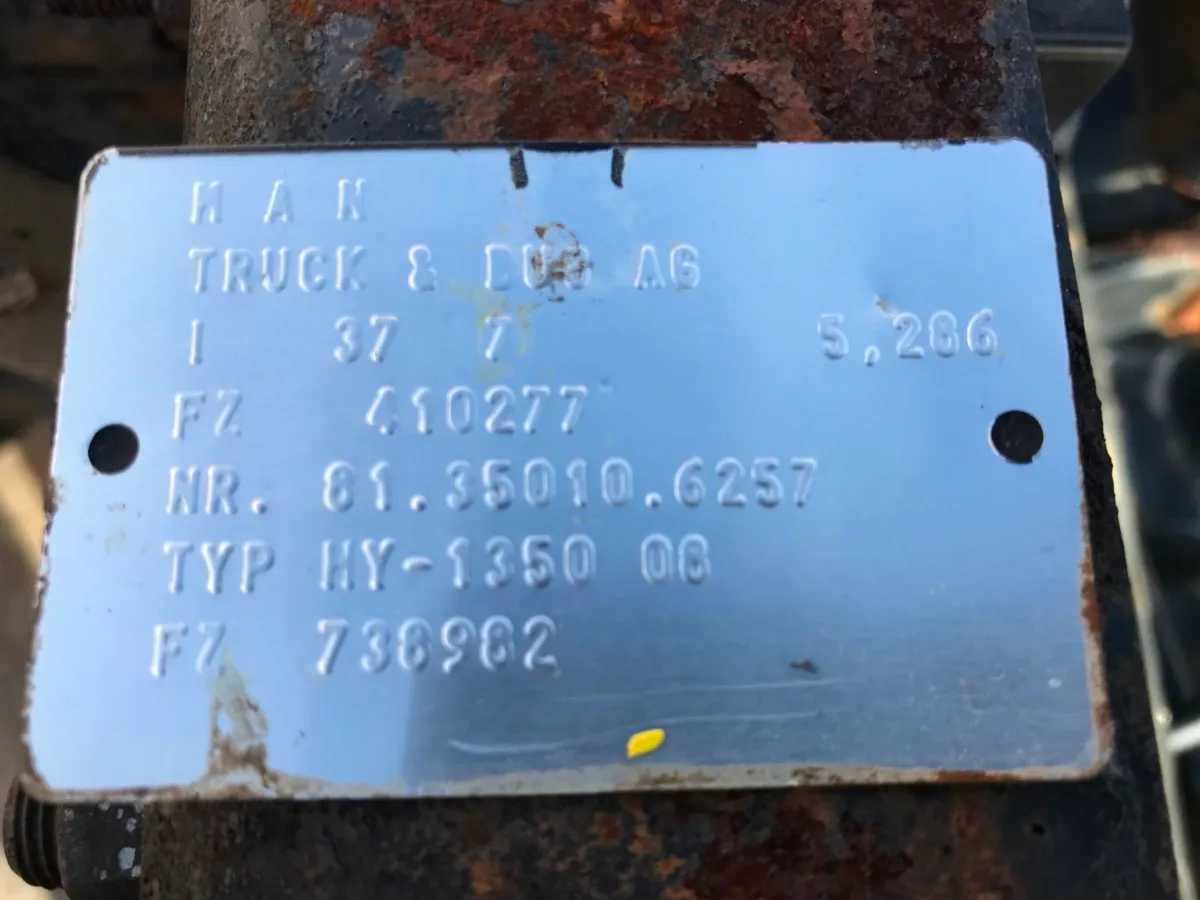 M A N
TRUCK & BUS AG
I 37 7 5,286
FZ 410277
NR. 81.35010.6257
TYP HY-1350 08
FZ 738982